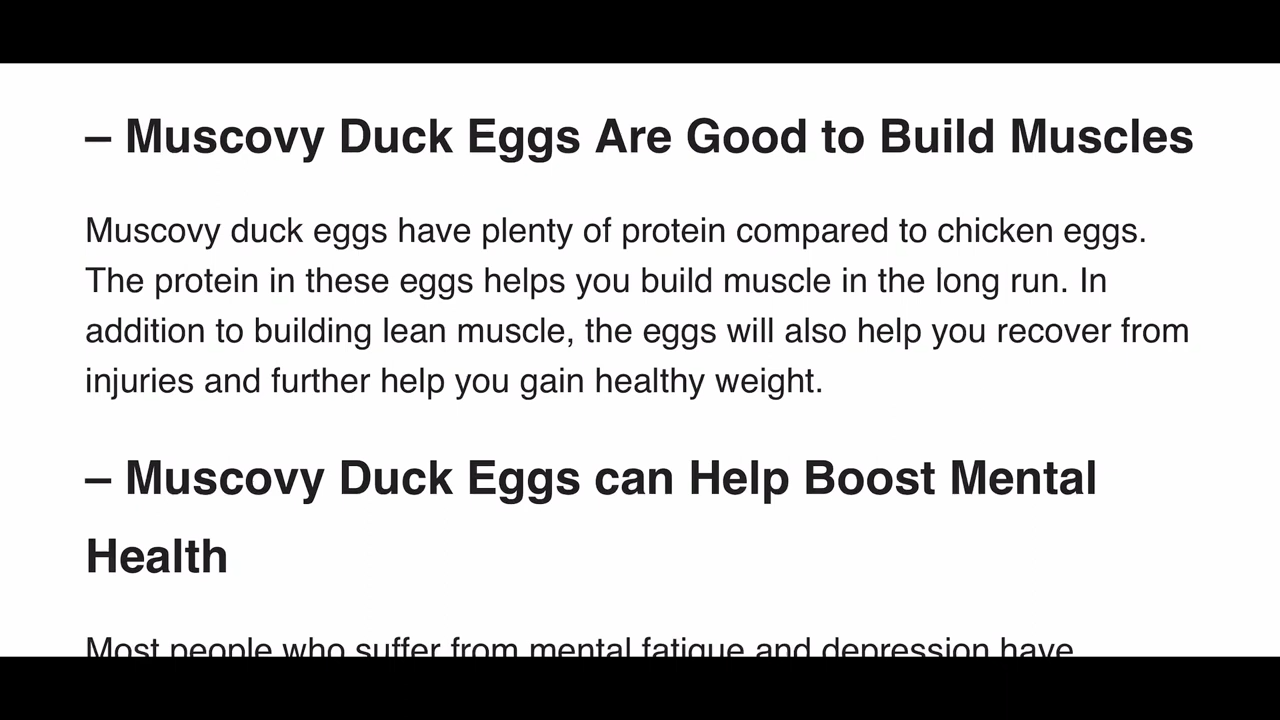 – Muscovy Duck Eggs Are Good to Build Muscles
Muscovy duck eggs have plenty of protein compared to chicken eggs.
The protein in these eggs helps you build muscle in the long run. In
addition to building lean muscle, the eggs will also help you recover from
injuries and further help you gain healthy weight.
– Muscovy Duck Eggs can Help Boost Mental
Health
Most people who suffer from mental fatigue and depression have